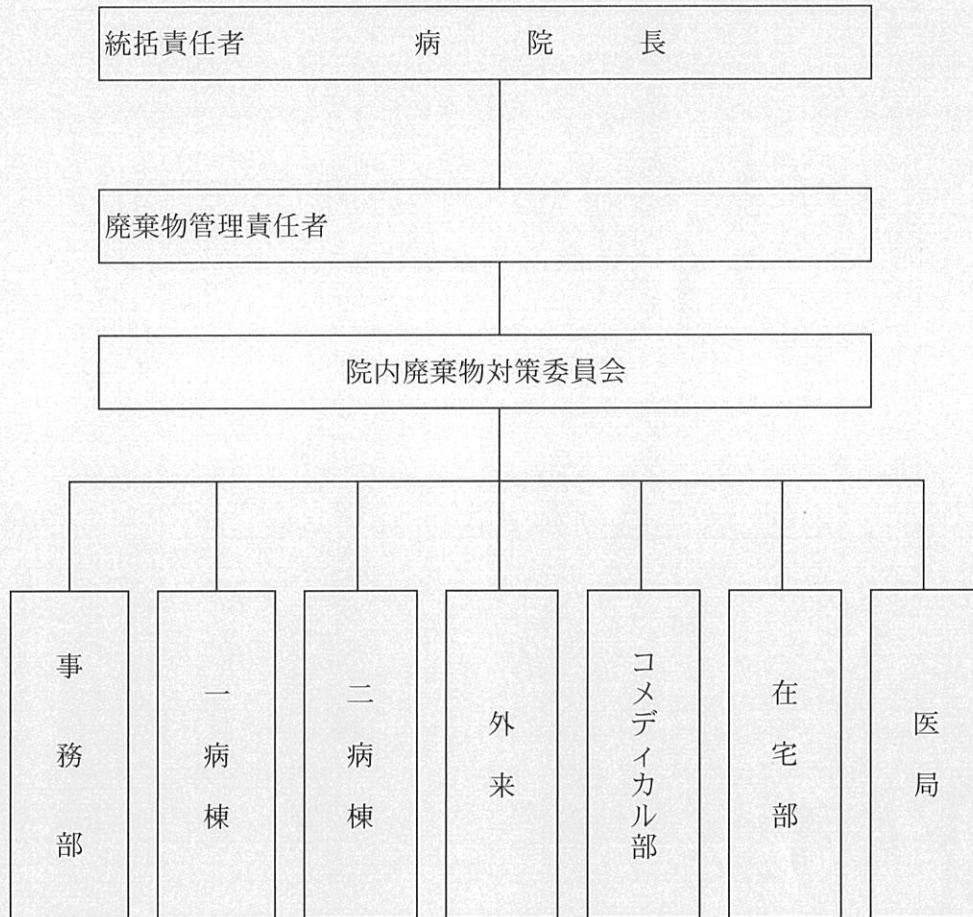 統括責任者 病院長
廃棄物管理責任者
院内廃棄物対策委員会
事務部
一病棟
二病棟
外来
コメディカル部
在宅部
医局